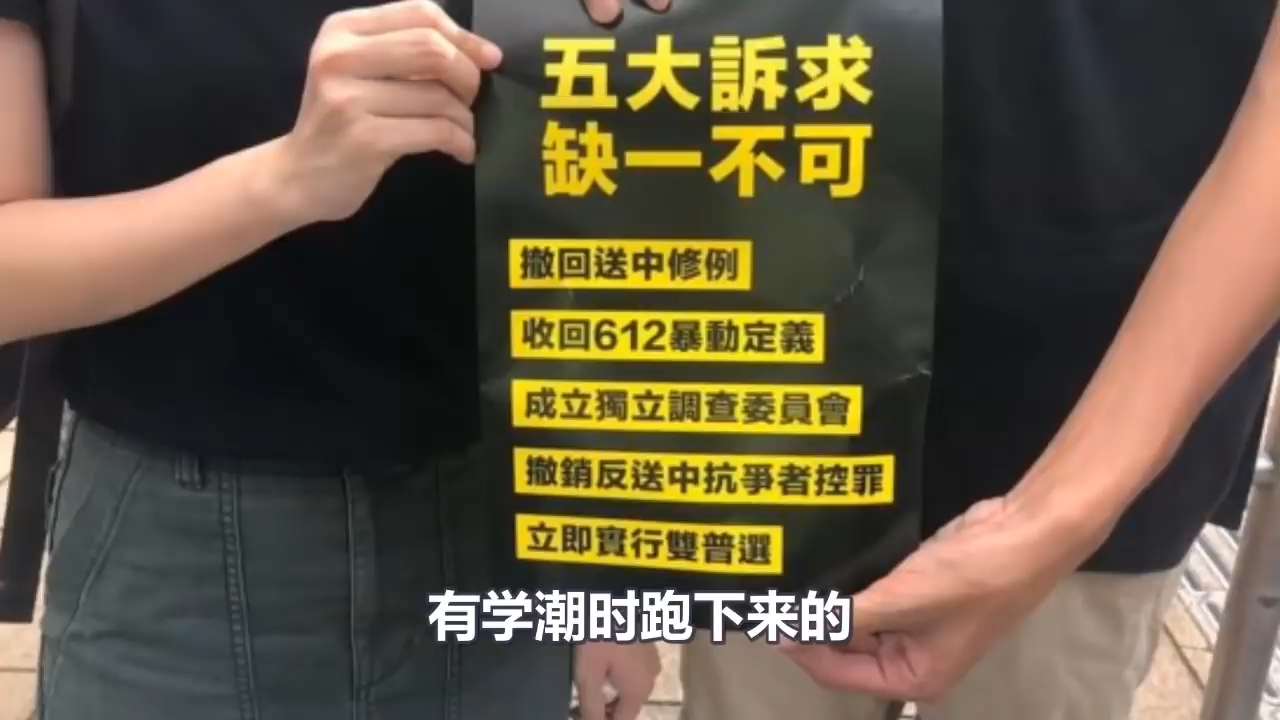 五大訴求
缺一不可
撤回送中修例
收回612暴動定義
成立獨立調查委員會
撤銷反送中抗爭者控罪
立即實行雙普選
有学潮时跑下来的